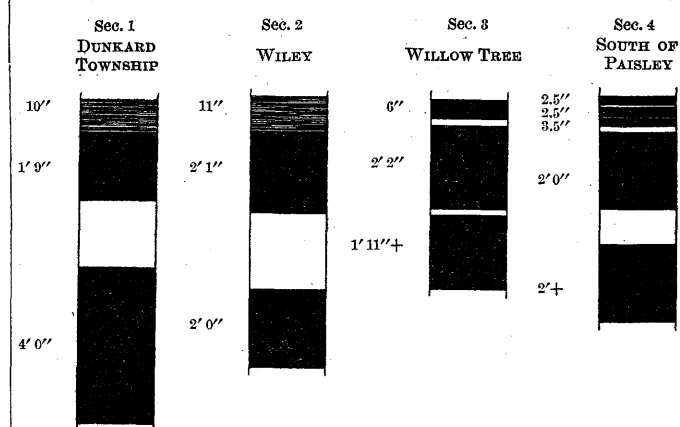 Sec. 1
DUNKARD
TOWNSHIP
10″
1′ 9″
4′ 0″
Sec. 2
WILEY
11″
2′ 1″
2′ 0″
Sec. 3
WILLOW TREE
6″
2′ 2″
1′ 11″+
Sec. 4
SOUTH OF
PAISLEY
2.5″
2.5″
3.5″
2′ 0″
2′+